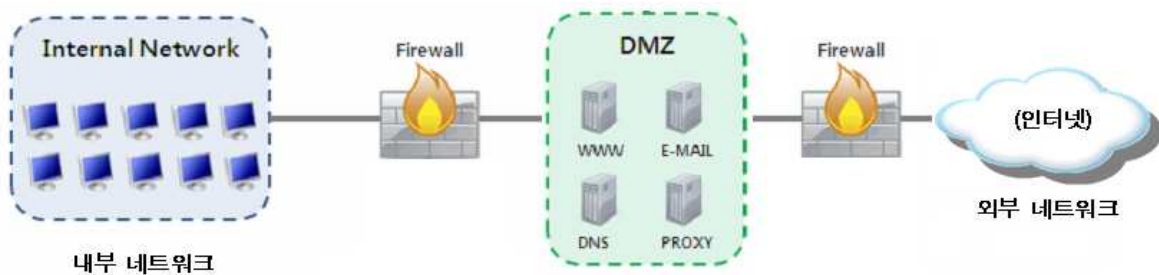 Internal Network
Firewall
DMZ
Firewall
WWW
E-MAIL
DNS
PROXY
(인터넷)
내부 네트워크
외부 네트워크